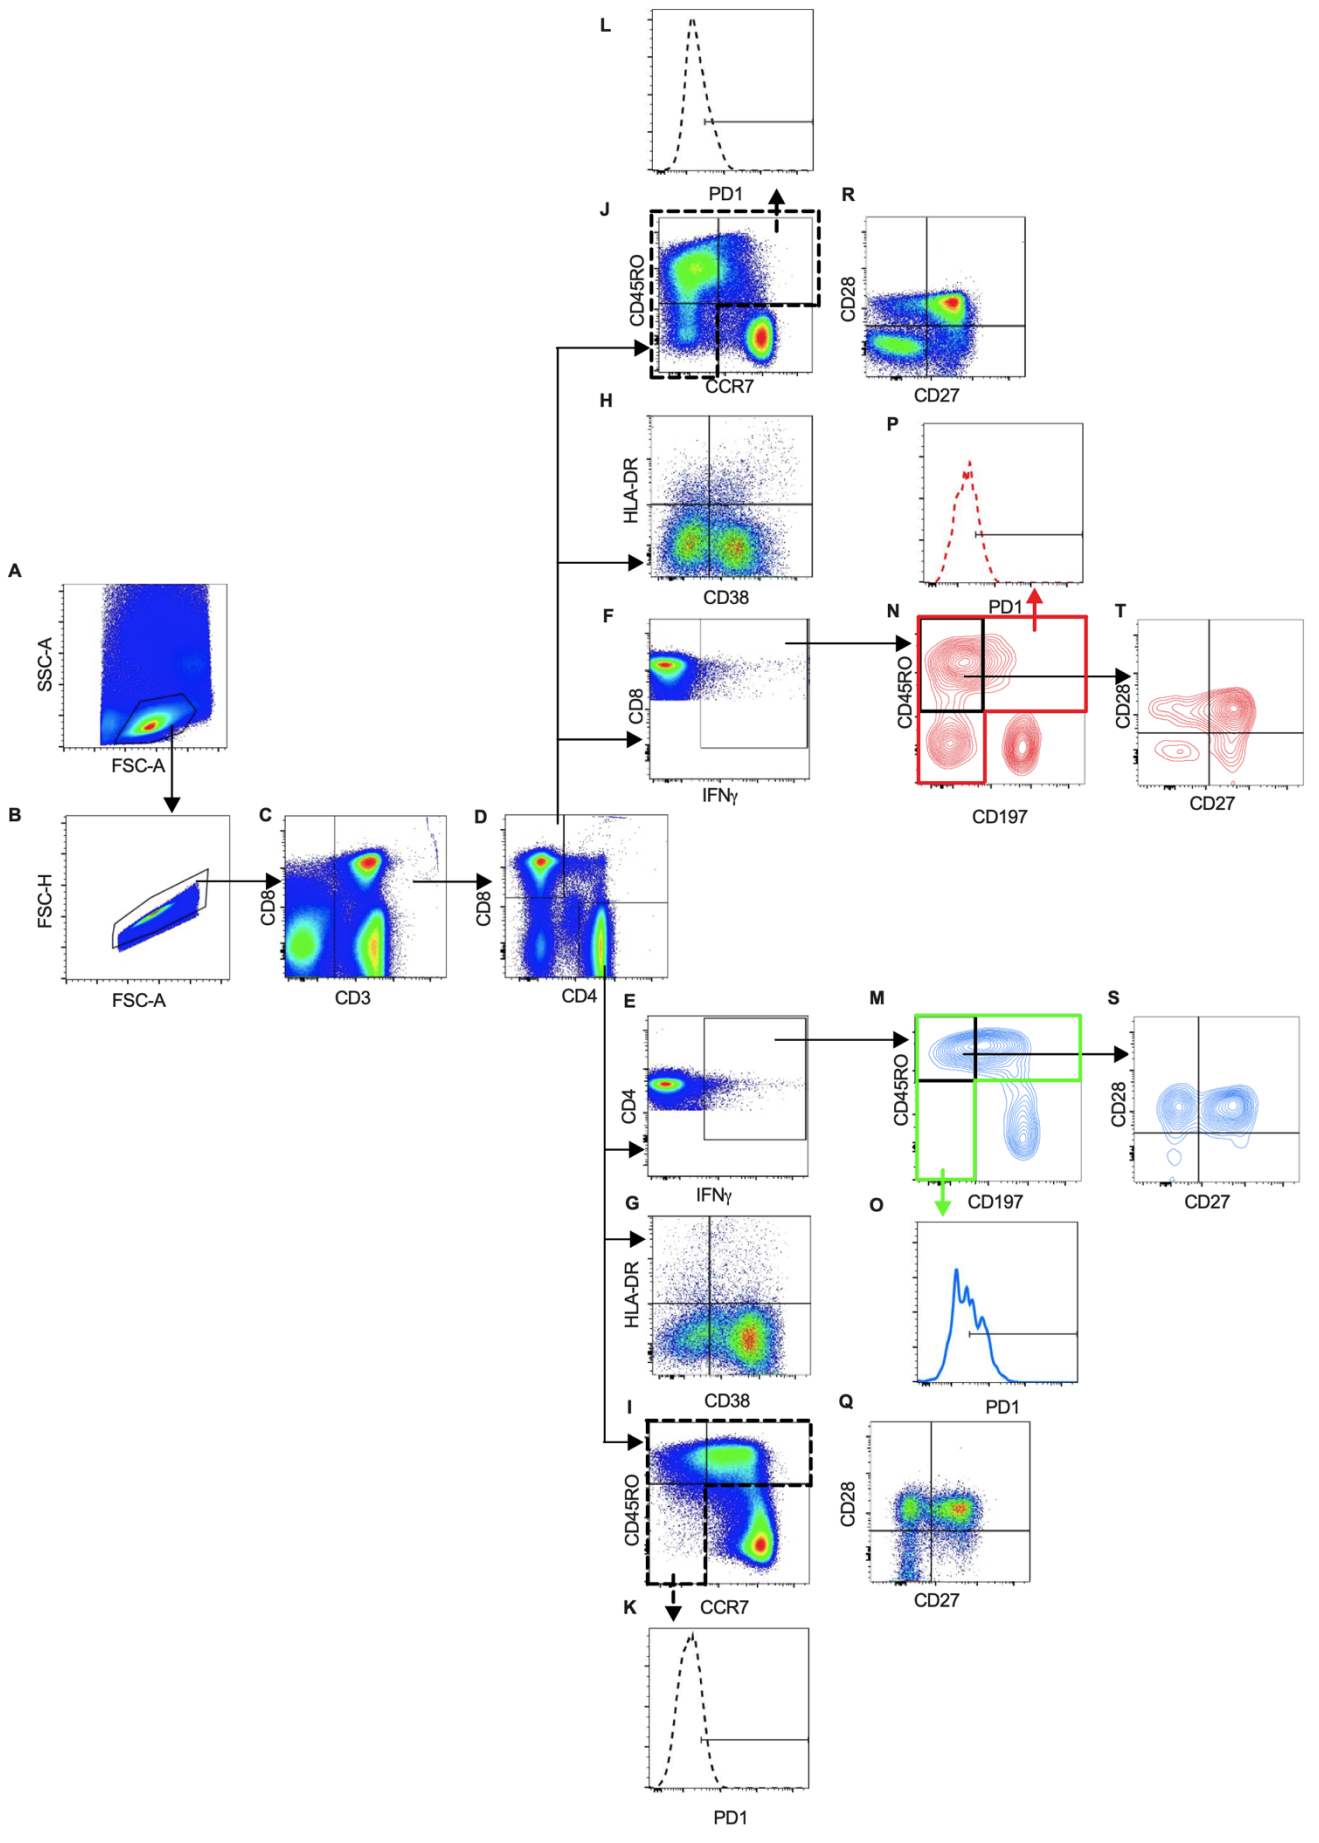 L
PD1
J
R
CD45RO
CCR7
CD28
CD27
H
P
HLA-DR
CD38
PD1
A
SSC-A
FSC-A
F
N
T
CD8
IFNγ
CD45RO
CD197
CD28
CD27
B
C
D
FSC-H
FSC-A
CD8
CD3
CD8
CD4
E
M
S
CD4
IFNγ
CD45RO
CD197
CD28
CD27
G
O
HLA-DR
CD38
PD1
I
Q
CD45RO
CCR7
CD28
CD27
K
PD1